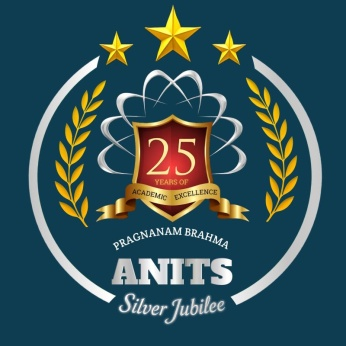 25
YEARS OF
ACADEMIC EXCELLENCE
PRAGNANAM BRAHMA
ANITS
Silver Jubilee